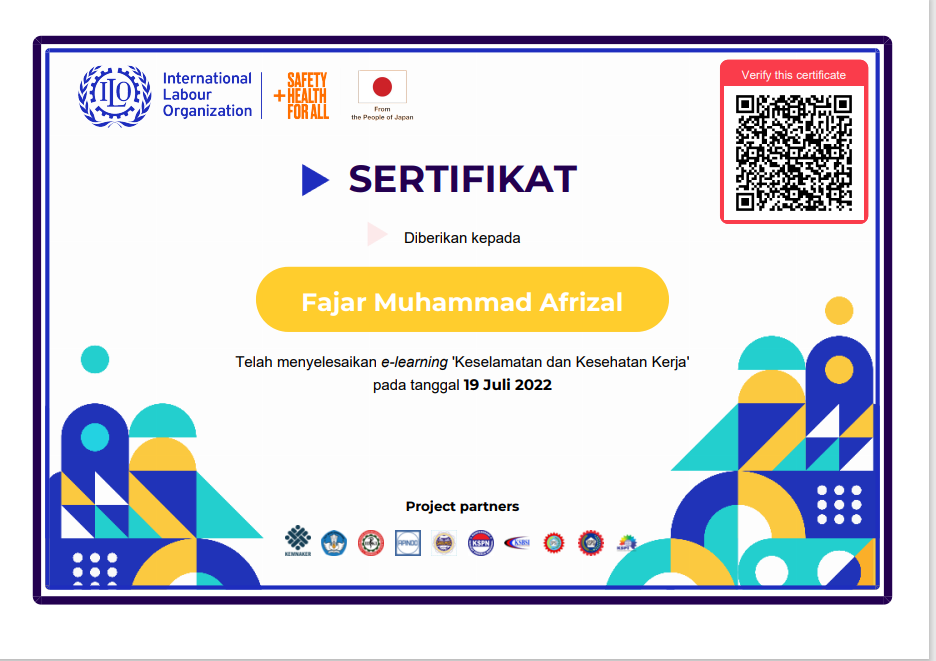 International
Labour
Organization
SAFETY
+HEALTH
FOR ALL
From
the People of Japan
Verify this certificate
ILO
SERTIFIKAT
Diberikan kepada
Fajar Muhammad Afrizal
Telah menyelesaikan e-learning 'Keselamatan dan Kesehatan Kerja'
pada tanggal 19 Juli 2022
Project partners
KEMNAKER
APINDO
KSPN
KSBSI